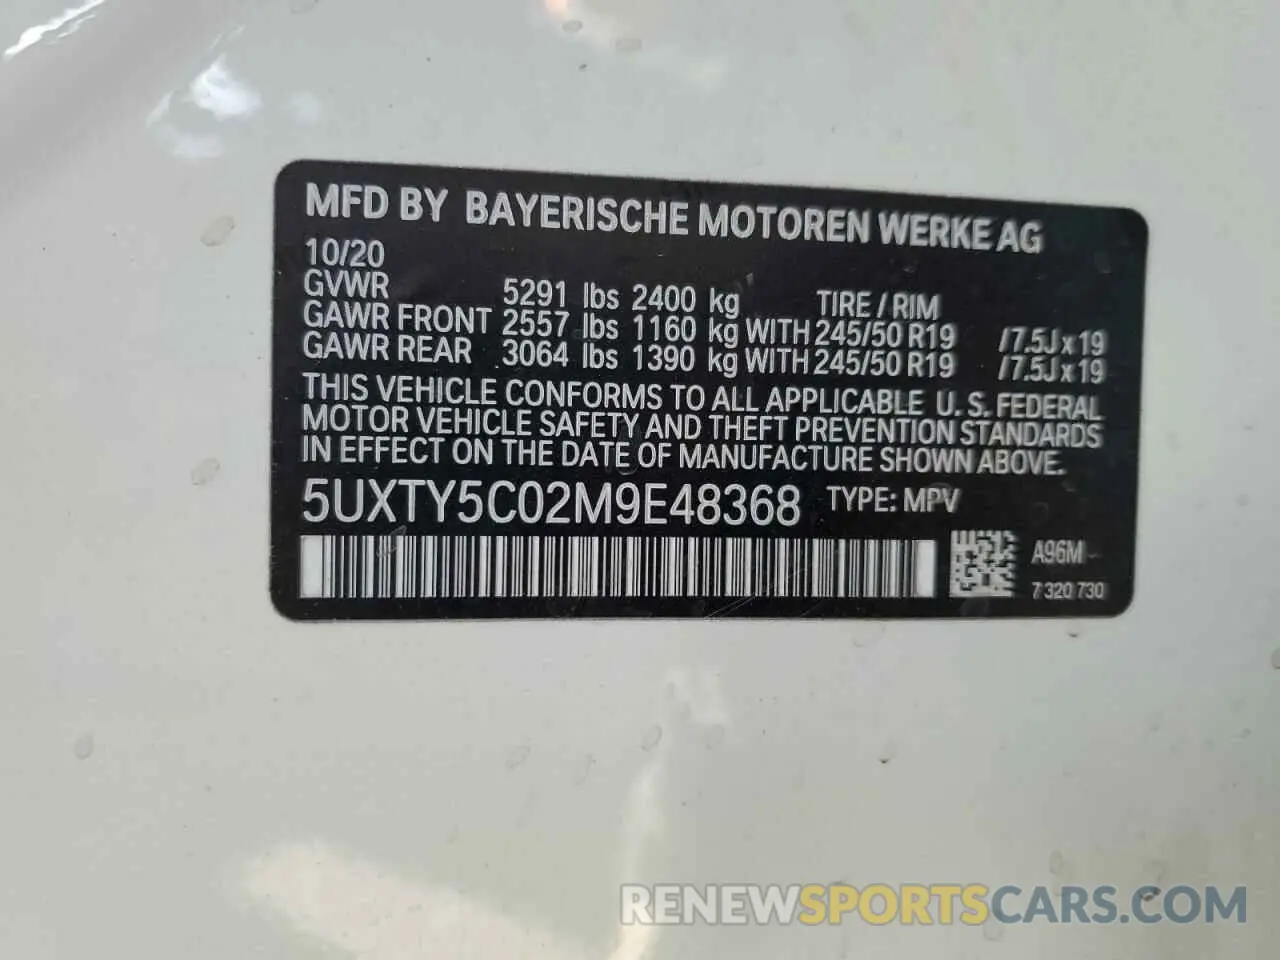 MFD BY BAYERISCHE MOTOREN WERKE AG
10/20
GVWR 5291 lbs 2400 kg TIRE / RIM
GAWR FRONT 2557 lbs 1160 kg WITH 245/50 R19 /7.5J x 19
GAWR REAR 3064 lbs 1390 kg WITH 245/50 R19 /7.5J x 19
THIS VEHICLE CONFORMS TO ALL APPLICABLE U. S. FEDERAL
MOTOR VEHICLE SAFETY AND THEFT PREVENTION STANDARDS
IN EFFECT ON THE DATE OF MANUFACTURE SHOWN ABOVE.
5UXTY5C02M9E48368 TYPE: MPV
A96M
7 320 730
RENEWSPORTSCARS.COM